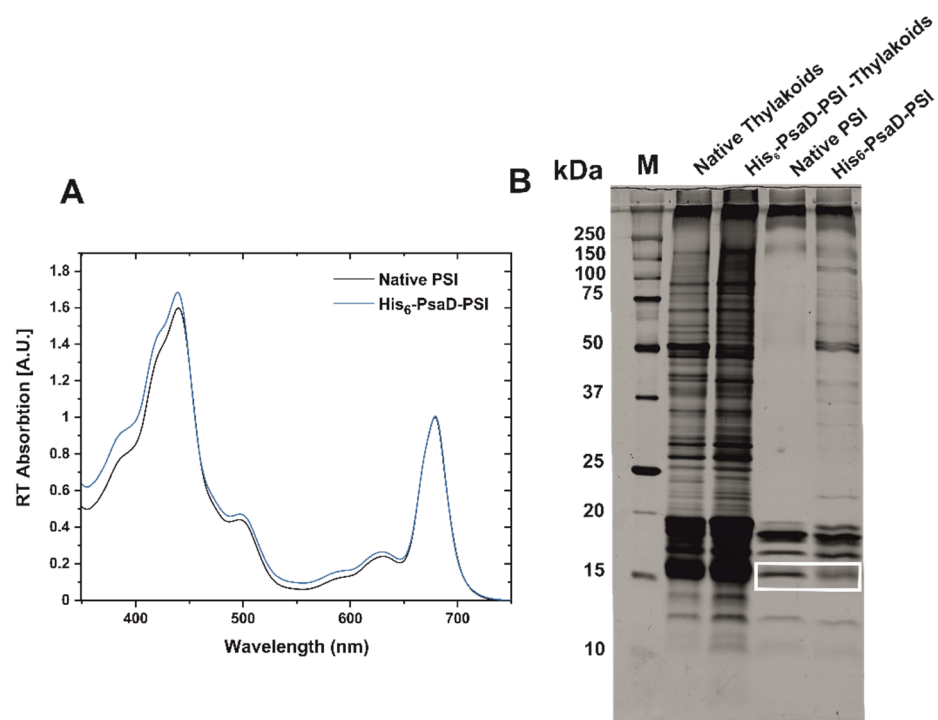 A
RT Absorbtion [A.U.]
1.8
1.6
1.4
1.2
1
0.8
0.6
0.4
0.2
0
400
500
600
700
Wavelength (nm)
Native PSI
His6-PsaD-PSI
B
kDa
M
Native Thylakoids
His6-PsaD-PSI -Thylakoids
Native PSI
His6-PsaD-PSI
250
150
100
75
50
37
25
20
15
10